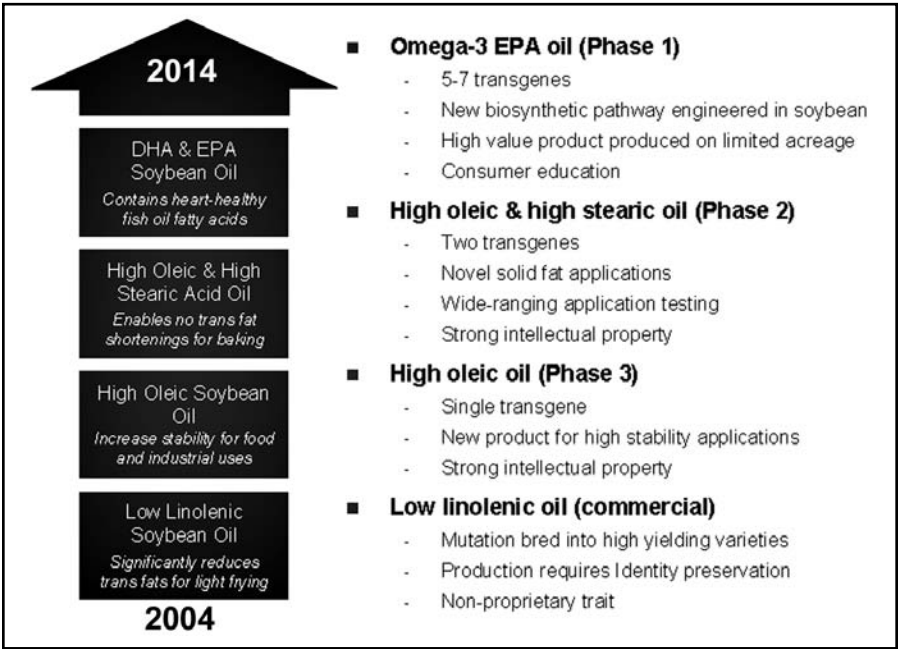 2014
DHA & EPA
Soybean Oil
Contains heart-healthy
fish oil fatty acids
High Oleic & High
Stearic Acid Oil
Enables no trans fat
shortenings for baking
High Oleic Soybean
Oil
Increase stability for food
and industrial uses
Low Linolenic
Soybean Oil
Significantly reduces
trans fats for light frying
2004
■ Omega-3 EPA oil (Phase 1)
- 5-7 transgenes
- New biosynthetic pathway engineered in soybean
- High value product produced on limited acreage
- Consumer education
■ High oleic & high stearic oil (Phase 2)
- Two transgenes
- Novel solid fat applications
- Wide-ranging application testing
- Strong intellectual property
■ High oleic oil (Phase 3)
- Single transgene
- New product for high stability applications
- Strong intellectual property
■ Low linolenic oil (commercial)
- Mutation bred into high yielding varieties
- Production requires Identity preservation
- Non-proprietary trait